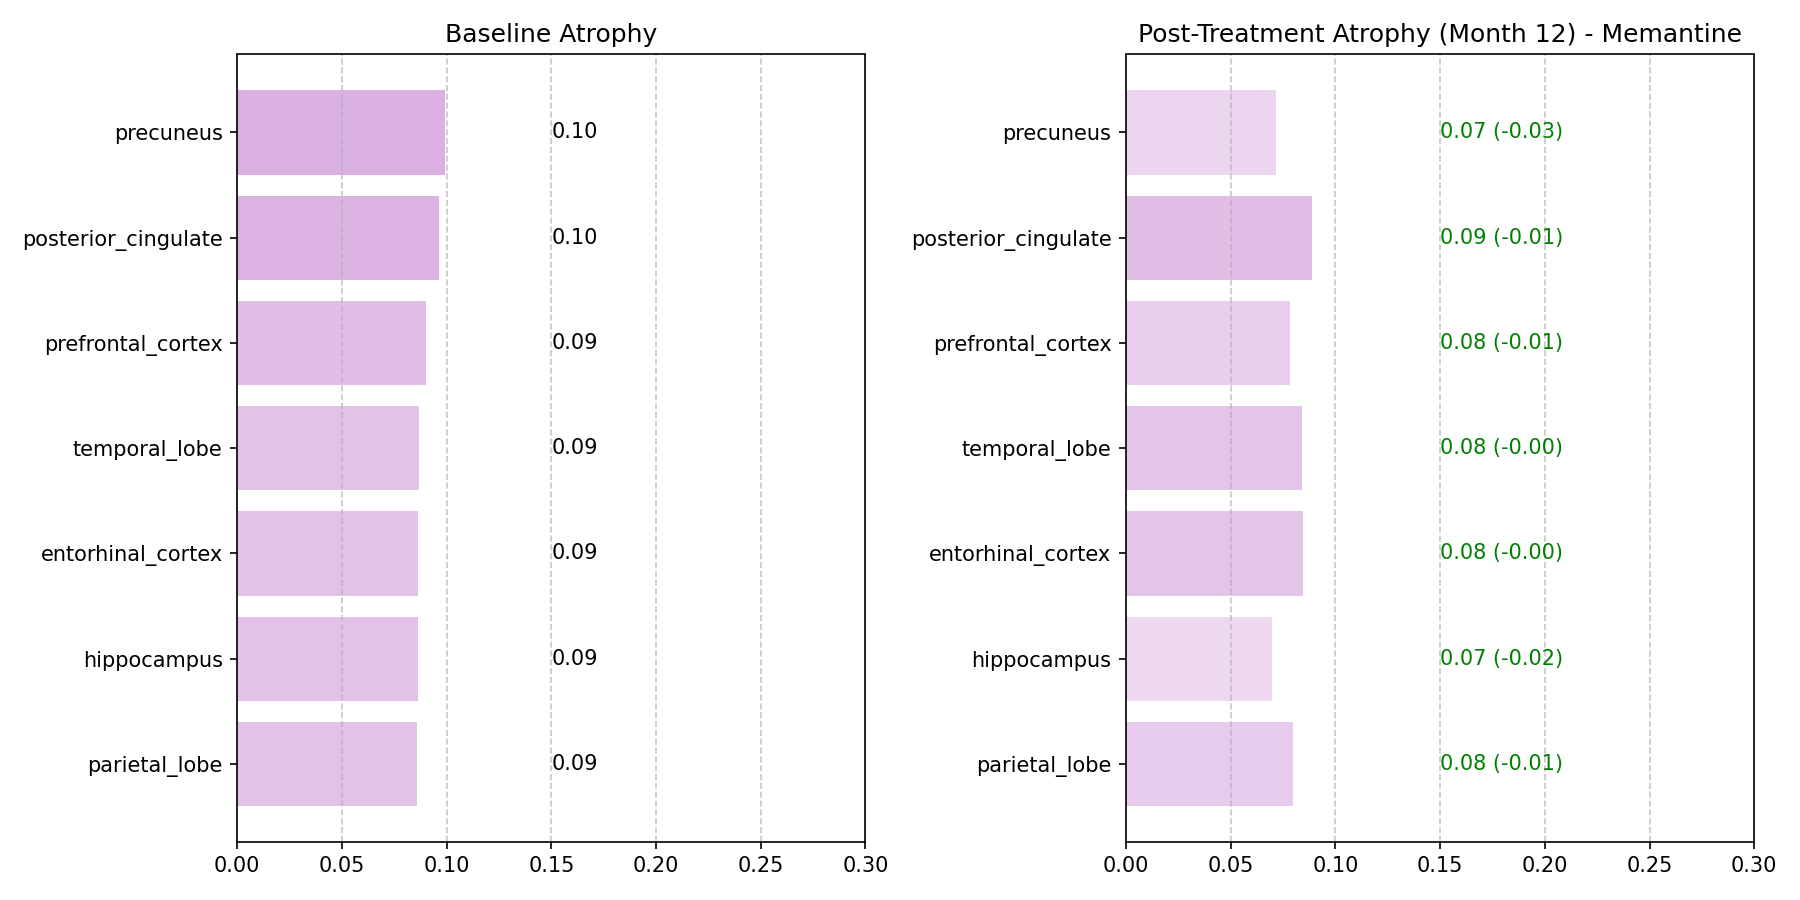 Baseline Atrophy
precuneus 0.10
posterior_cingulate 0.10
prefrontal_cortex 0.09
temporal_lobe 0.09
entorhinal_cortex 0.09
hippocampus 0.09
parietal_lobe 0.09
0.00 0.05 0.10 0.15 0.20 0.25 0.30
Post-Treatment Atrophy (Month 12) - Memantine
precuneus 0.07 (-0.03)
posterior_cingulate 0.09 (-0.01)
prefrontal_cortex 0.08 (-0.01)
temporal_lobe 0.08 (-0.00)
entorhinal_cortex 0.08 (-0.00)
hippocampus 0.07 (-0.02)
parietal_lobe 0.08 (-0.01)
0.00 0.05 0.10 0.15 0.20 0.25 0.30